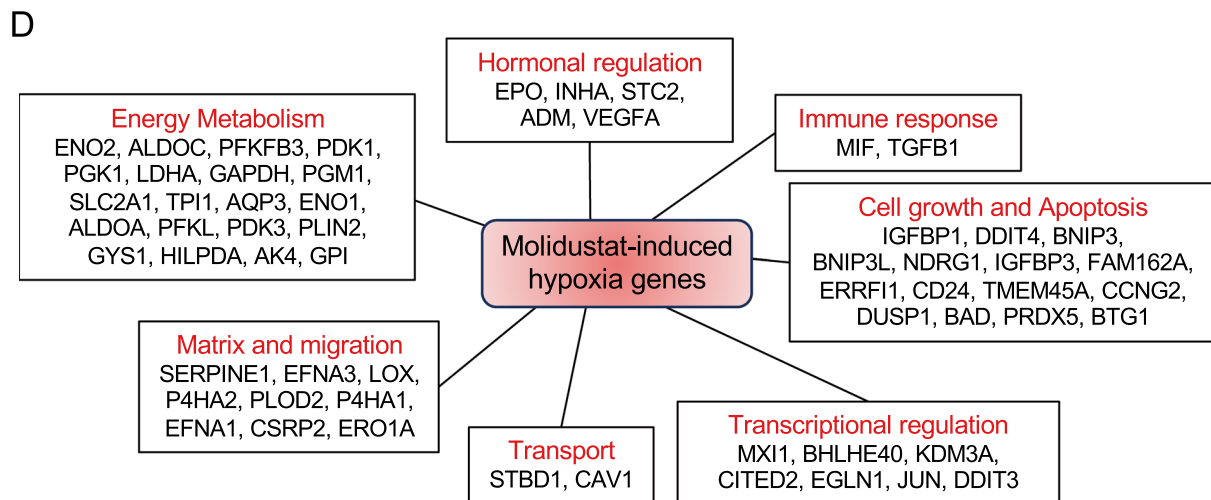 D
Hormonal regulation
EPO, INHA, STC2,
ADM, VEGFA
Energy Metabolism
ENO2, ALDOC, PFKFB3, PDK1,
PGK1, LDHA, GAPDH, PGM1,
SLC2A1, TPI1, AQP3, ENO1,
ALDOA, PFKL, PDK3, PLIN2,
GYS1, HILPDA, AK4, GPI
Immune response
MIF, TGFB1
Cell growth and Apoptosis
IGFBP1, DDIT4, BNIP3,
BNIP3L, NDRG1, IGFBP3, FAM162A,
ERRFI1, CD24, TMEM45A, CCNG2,
DUSP1, BAD, PRDX5, BTG1
Molidustat-induced
hypoxia genes
Matrix and migration
SERPINE1, EFNA3, LOX,
P4HA2, PLOD2, P4HA1,
EFNA1, CSRP2, ERO1A
Transport
STBD1, CAV1
Transcriptional regulation
MXI1, BHLHE40, KDM3A,
CITED2, EGLN1, JUN, DDIT3